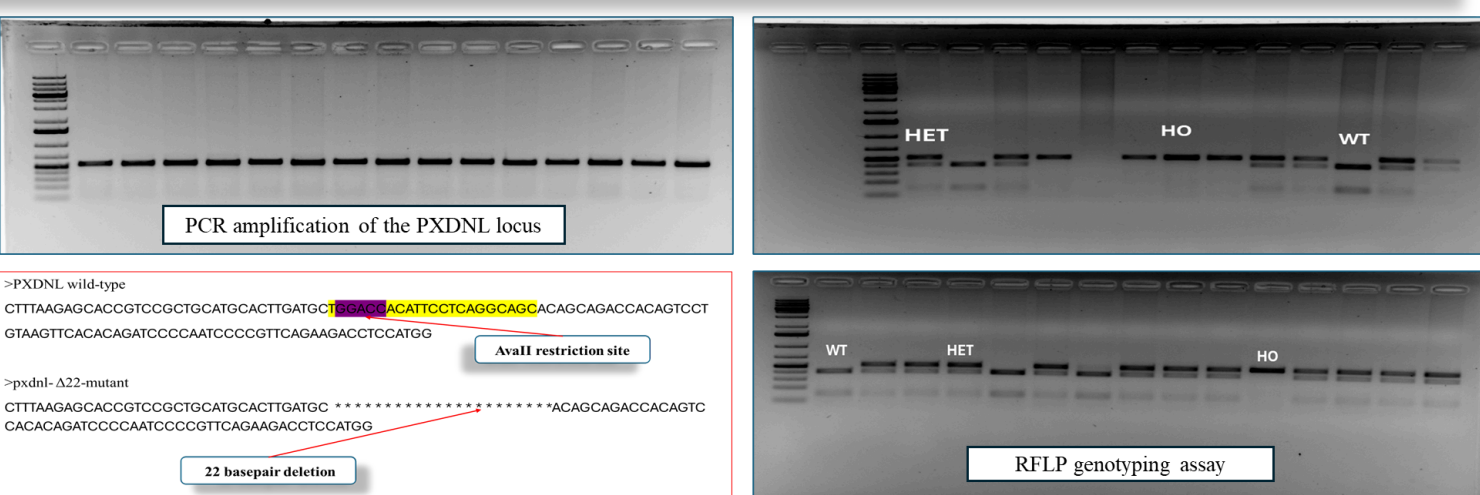 PCR amplification of the PXDNL locus
HET
HO
WT
>PXDNL wild-type
CTTTAAGAGCACCGTCCGCTGCATGCACTTGATGCTGGACCACATTCCTCAGGCAGCACAGCAGACCACAGTCCT
GTAAGTTCACACAGATCCCCAATCCCCGTTCAGAAGACCTCCATGG
AvaII restriction site
>pxdnl- Δ22-mutant
CTTTAAGAGCACCGTCCGCTGCATGCACTTGATGC * * * * * * * * * * * * * * * * * * * * * *ACAGCAGACCACAGTC
CACACAGATCCCCAATCCCCGTTCAGAAGACCTCCATGG
22 basepair deletion
WT
HET
HO
RFLP genotyping assay